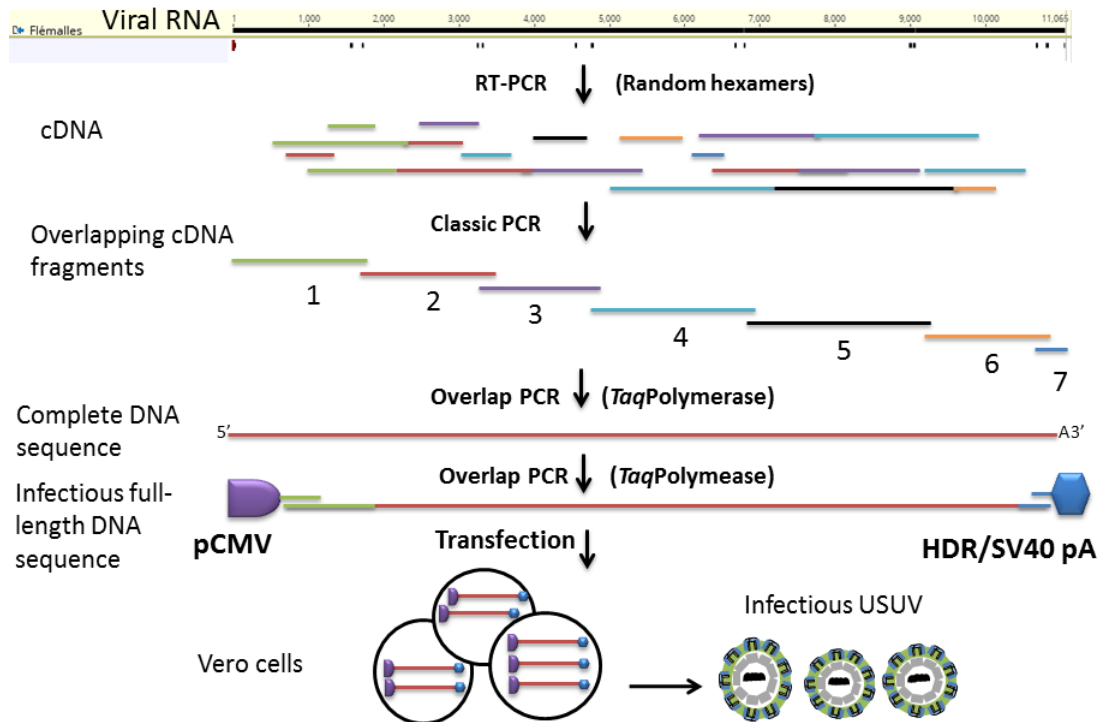 Viral RNA
1 1,000 2,000 3,000 4,000 5,000 6,000 7,000 8,000 9,000 10,000 11,065
Flémalles
RT-PCR (Random hexamers)
cDNA
Classic PCR
Overlapping cDNA
fragments
1
2
3
4
5
6
7
Overlap PCR (TaqPolymerase)
Complete DNA
sequence
5’ A3’
Overlap PCR (TaqPolymease)
Infectious full-
length DNA
sequence
pCMV
HDR/SV40 pA
Transfection
Infectious USUV
Vero cells